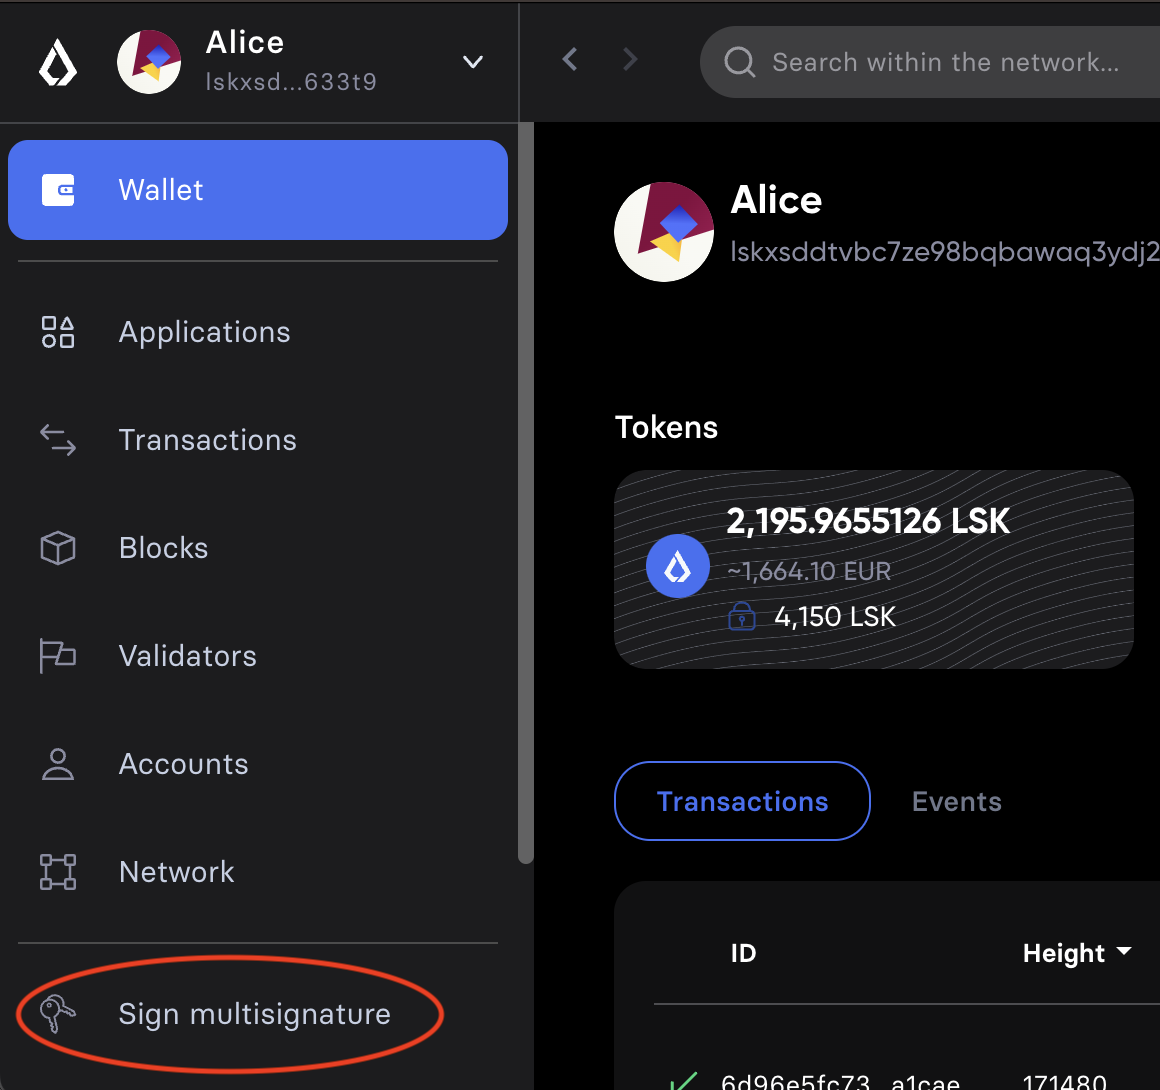 Alice
lskxsd...633t9
Search within the network...
Wallet
Applications
Transactions
Blocks
Validators
Accounts
Network
Sign multisignature
Alice
lskxsddtvbc7ze98bqbawaq3ydj2
Tokens
2,195.9655126 LSK
~1,664.10 EUR
4,150 LSK
Transactions
Events
ID
Height
6d96e5fc73...a1cae
171480